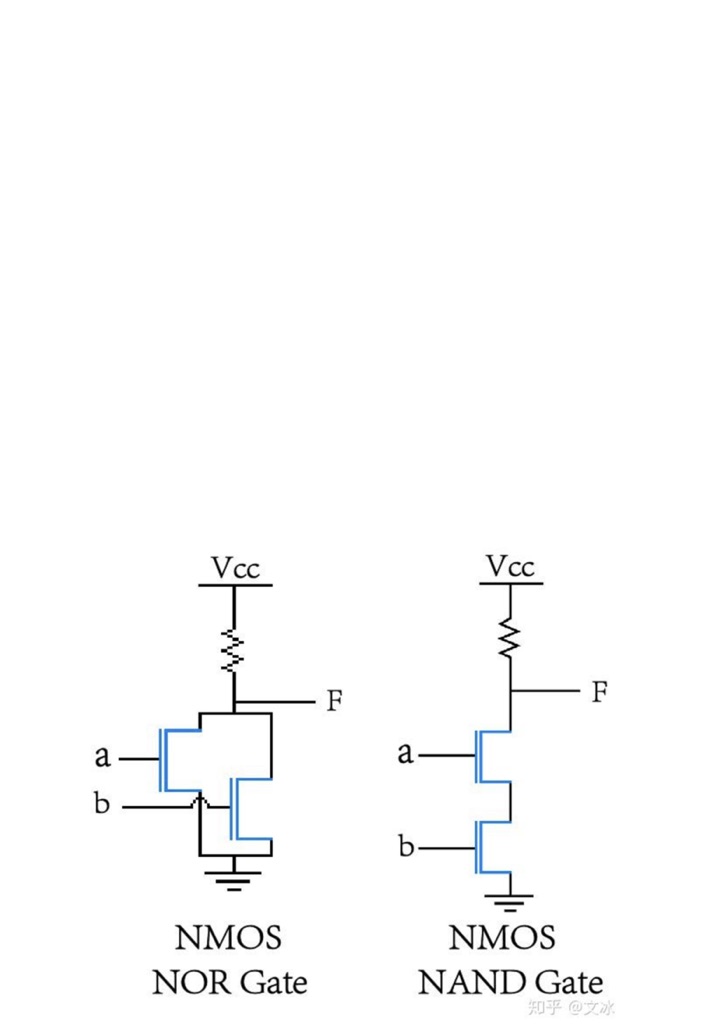 Vcc
F
a
b
NMOS
NOR Gate
Vcc
F
a
b
NMOS
NAND Gate
知乎 @文冰